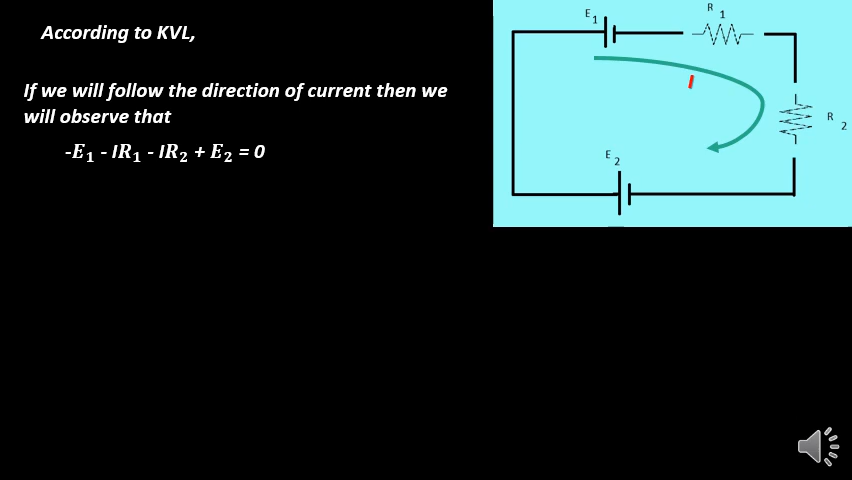 According to KVL,
If we will follow the direction of current then we
will observe that
-E₁ - IR₁ - IR₂ + E₂ = 0
E₁
R₁
I
R₂
E₂